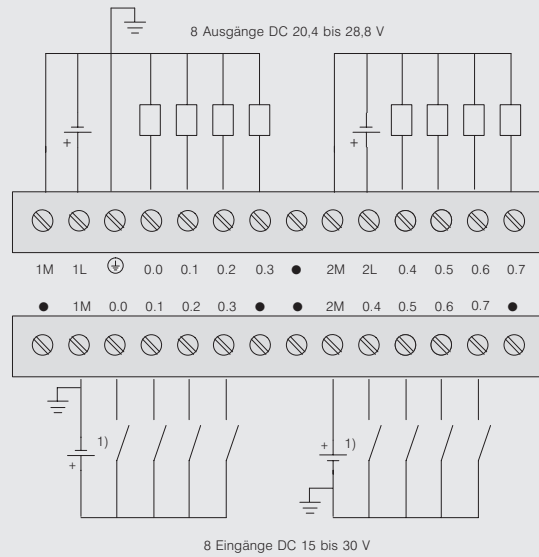 8 Ausgänge DC 20,4 bis 28,8 V
+ +
1M 1L 0.0 0.1 0.2 0.3 ● 2M 2L 0.4 0.5 0.6 0.7
● 1M 0.0 0.1 0.2 0.3 ● ● 2M 0.4 0.5 0.6 0.7 ●
1) + 1)
+
8 Eingänge DC 15 bis 30 V